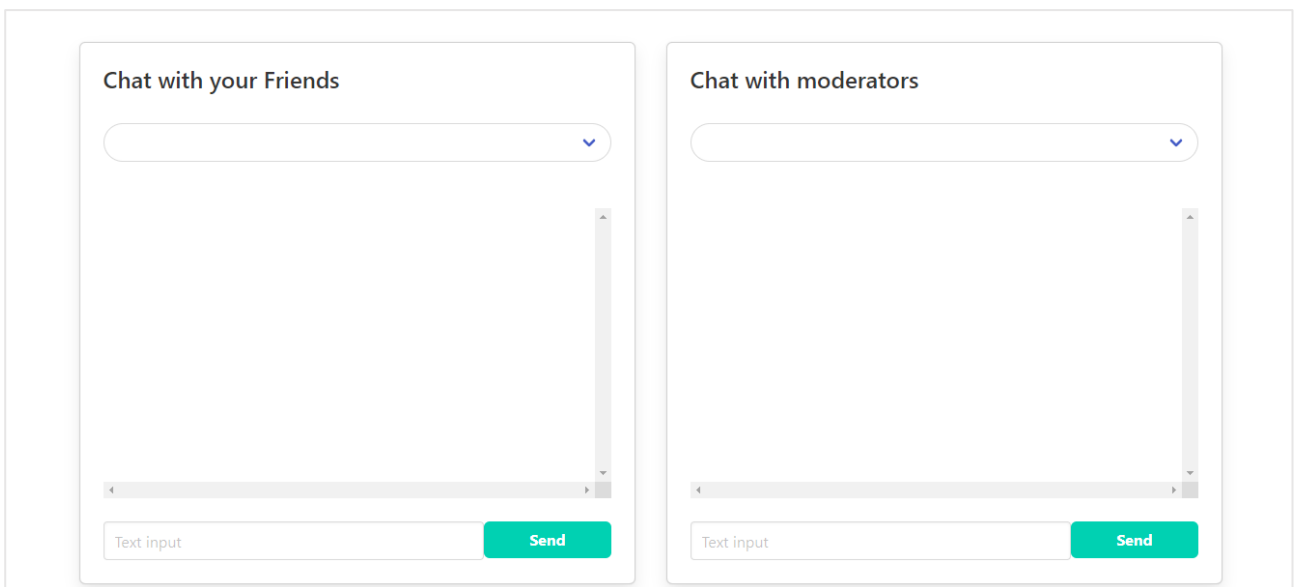 Chat with your Friends
Text input
Send
Chat with moderators
Text input
Send